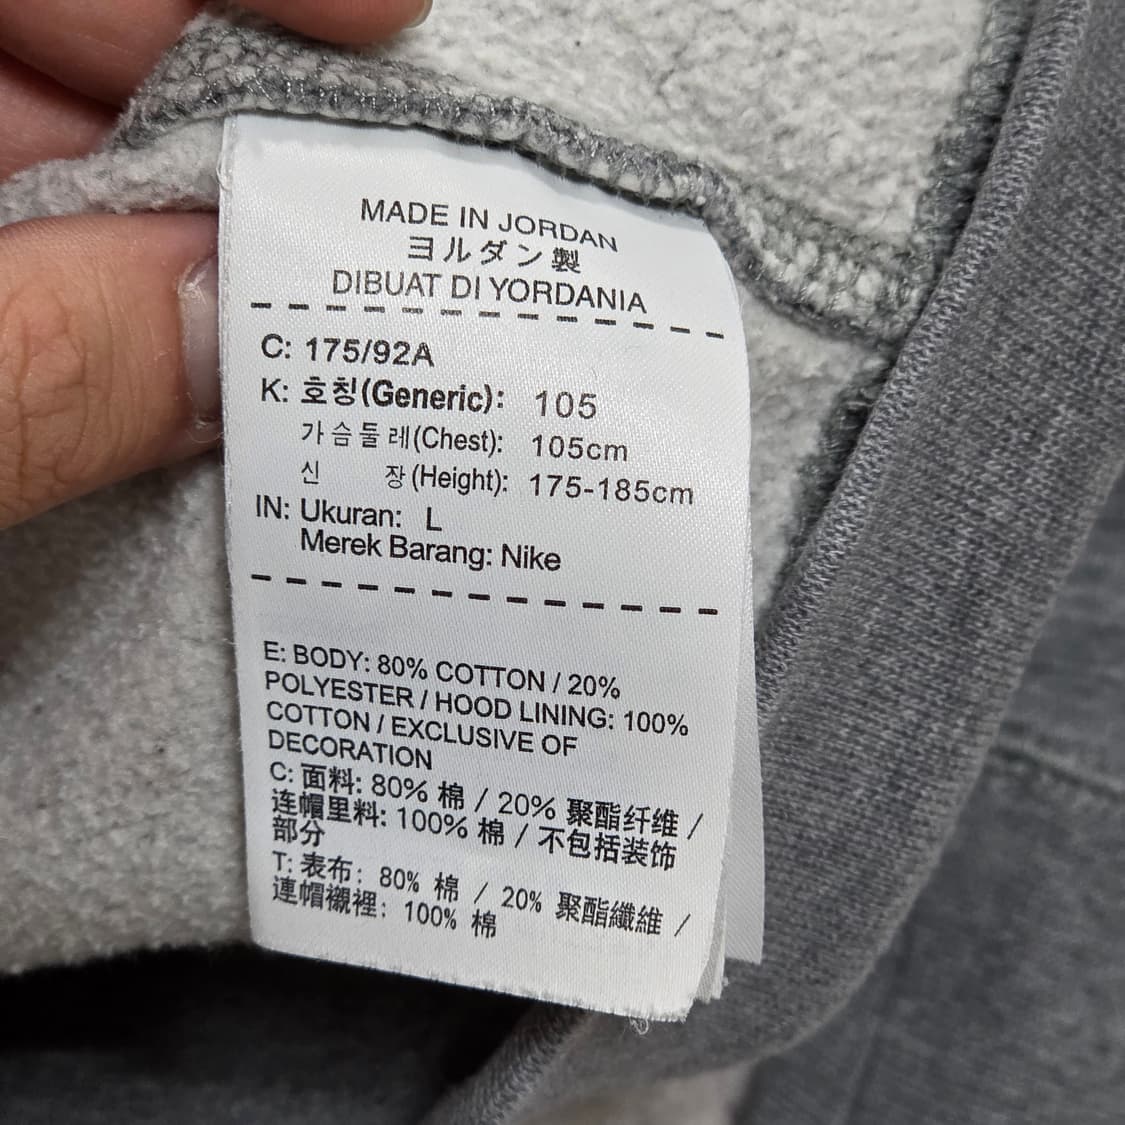 MADE IN JORDAN
ヨルダン製
DIBUAT DI YORDANIA
C: 175/92A
K: 호칭(Generic): 105
가슴둘레(Chest): 105cm
신 장(Height): 175-185cm
IN: Ukuran: L
Merek Barang: Nike
E: BODY: 80% COTTON / 20%
POLYESTER / HOOD LINING: 100%
COTTON / EXCLUSIVE OF
DECORATION
C: 面料: 80% 棉 / 20% 聚酯纤维 /
连帽里料: 100% 棉 / 不包括装饰
部分
T: 表布: 80% 棉 / 20% 聚酯纖維 /
連帽襯裡: 100% 棉